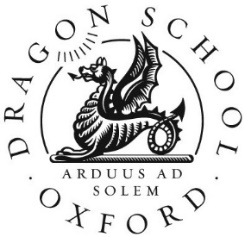 DRAGON SCHOOL
ARDUUS AD
SOLEM
· OXFORD ·